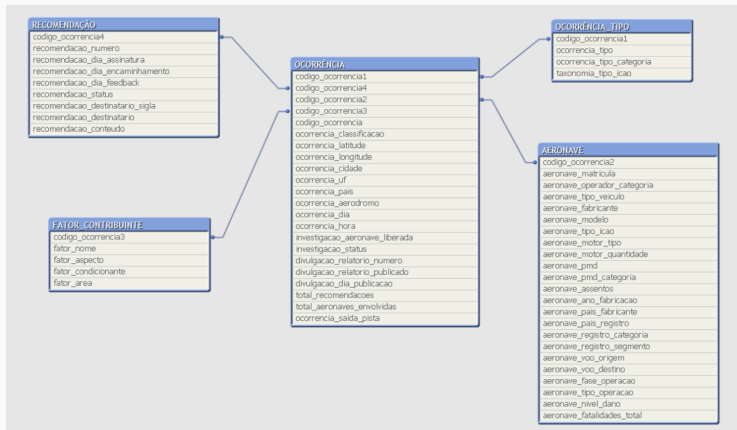 RECOMENDAÇÃO
codigo_ocorrencia4
recomendacao_numero
recomendacao_dia_assinatura
recomendacao_dia_encaminhamento
recomendacao_dia_feedback
recomendacao_status
recomendacao_destinatario_sigla
recomendacao_destinatario
recomendacao_conteudo
FATOR_CONTRIBUINTE
codigo_ocorrencia3
fator_nome
fator_aspecto
fator_condicionante
fator_area
OCORRÊNCIA
codigo_ocorrencia1
codigo_ocorrencia4
codigo_ocorrencia2
codigo_ocorrencia3
codigo_ocorrencia
ocorrencia_classificacao
ocorrencia_latitude
ocorrencia_longitude
ocorrencia_cidade
ocorrencia_uf
ocorrencia_pais
ocorrencia_aerodromo
ocorrencia_dia
ocorrencia_hora
investigacao_aeronave_liberada
investigacao_status
divulgacao_relatorio_numero
divulgacao_relatorio_publicado
divulgacao_dia_publicacao
total_recomendacoes
total_aeronaves_envolvidas
ocorrencia_saida_pista
OCORRÊNCIA_TIPO
codigo_ocorrencia1
ocorrencia_tipo
ocorrencia_tipo_categoria
taxonomia_tipo_icao
AERONAVE
codigo_ocorrencia2
aeronave_matricula
aeronave_operador_categoria
aeronave_tipo_veiculo
aeronave_fabricante
aeronave_modelo
aeronave_tipo_icao
aeronave_motor_tipo
aeronave_motor_quantidade
aeronave_pmd
aeronave_pmd_categoria
aeronave_assentos
aeronave_ano_fabricacao
aeronave_pais_fabricante
aeronave_pais_registro
aeronave_registro_categoria
aeronave_registro_segmento
aeronave_voo_origem
aeronave_voo_destino
aeronave_fase_operacao
aeronave_tipo_operacao
aeronave_nivel_dano
aeronave_fatalidades_total